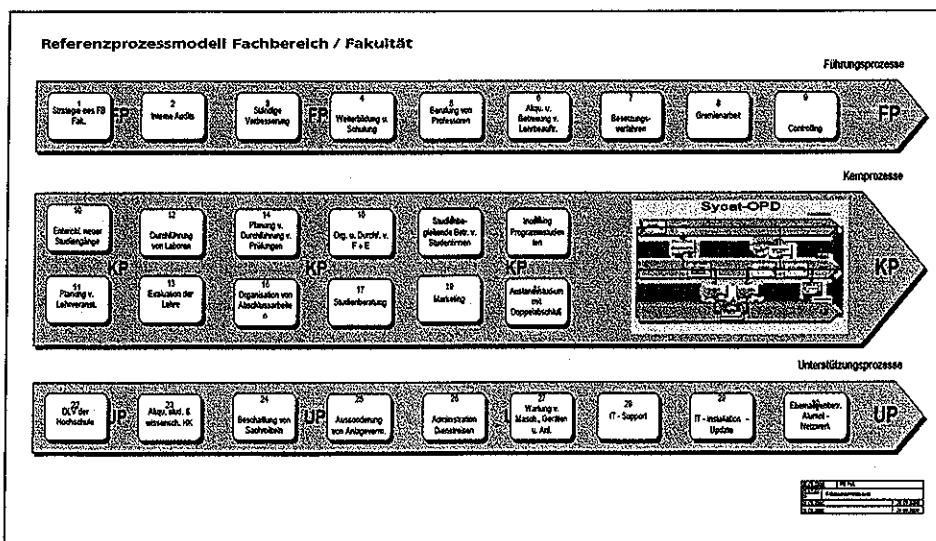 Referenzprozessmodell Fachbereich / Fakultät
Führungsprozesse
1
Strategie des FB
Fak.
FP
2
Interne Audits
3
Ständige
Verbesserung
FP
4
Weiterbildung u.
Schulung
5
Berufung von
Professoren
6
Akqu. u.
Betreuung v.
Lehrbeauftr.
7
Besetzungs-
verfahren
8
Gremienarbeit
9
Controlling
FP
Kernprozesse
10
Entwickl. neuer
Studiengänge
12
Durchführung
von Laboren
14
Planung u.
Durchführung v.
Prüfungen
Org. u. Durchf. v.
F + E
Studienbe-
gleitende Betr. v.
StudentInnen
Incoming
Programmstuden
ten
Sycat-OPD
KP
KP
KP
KP
11
Planung v.
Lehrveranst.
13
Evaluation der
Lehre
Organisation von
Abschlussarbeite
n
17
Studienberatung
19
Marketing
Auslandsstudium
mit
Doppelabschluß
Unterstützungsprozesse
22
DLV der
Hochschule
23
Akqu. stud. &
wissensch. HK
UP
24
Beschaffung von
Sachmitteln
UP
25
Aussonderung
von Anlageverm.
26
Administration
Dienstreisen
27
Wartung v.
Masch., Geräten
u. Anl.
28
IT - Support
29
IT - Installation -
Update
Ehemaligenbetr.
Alumni -
Netzwerk
UP